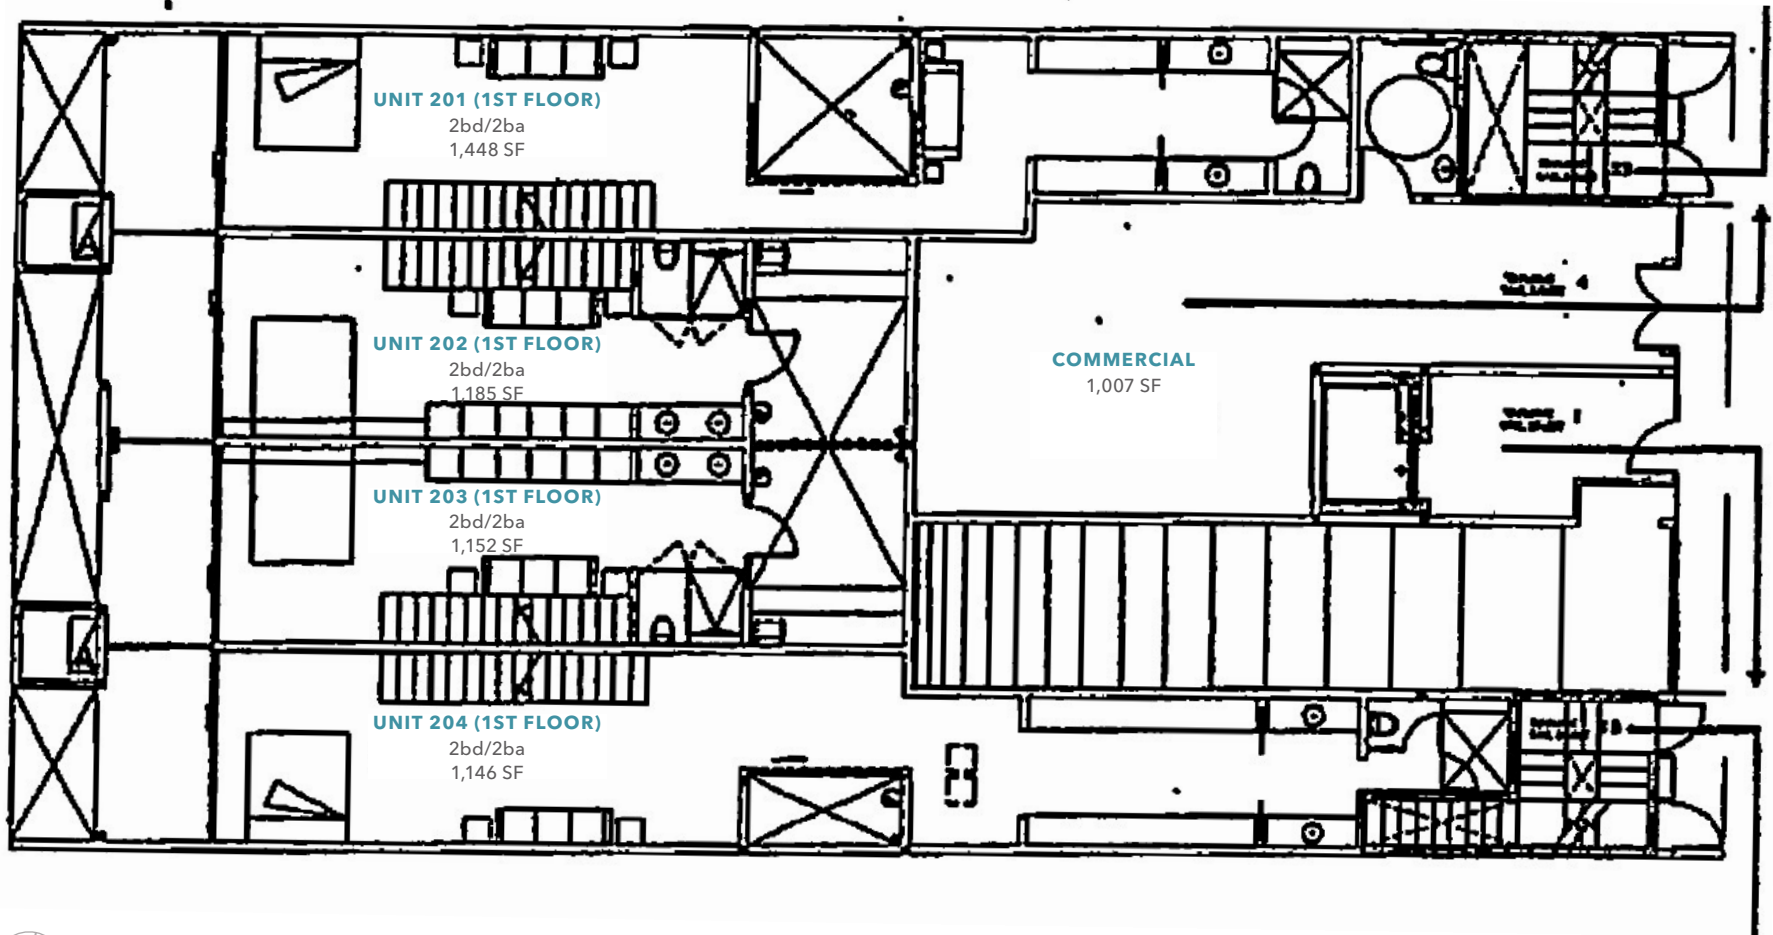 UNIT 201 (1ST FLOOR)
2bd/2ba
1,448 SF
UNIT 202 (1ST FLOOR)
2bd/2ba
1,185 SF
COMMERCIAL
1,007 SF
UNIT 203 (1ST FLOOR)
2bd/2ba
1,152 SF
UNIT 204 (1ST FLOOR)
2bd/2ba
1,146 SF